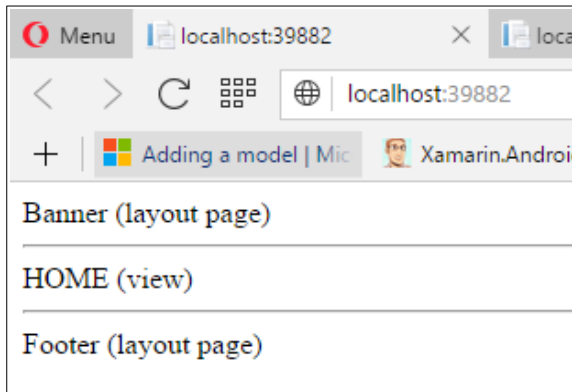 Menu localhost:39882 loca
localhost:39882
Adding a model | Mic Xamarin.Androi
Banner (layout page)
HOME (view)
Footer (layout page)